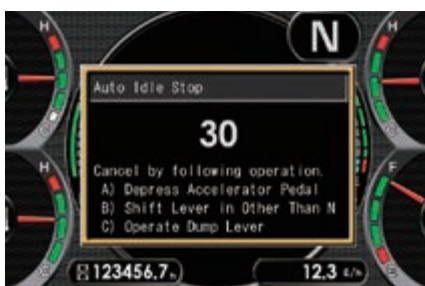 H
N
H
Auto Idle Stop
30
Cancel by following operation.
A) Depress Accelerator Pedal
B) Shift Lever in Other Than N
C) Operate Dump Lever
H
F
123456.7h
12.3 ℓ/h